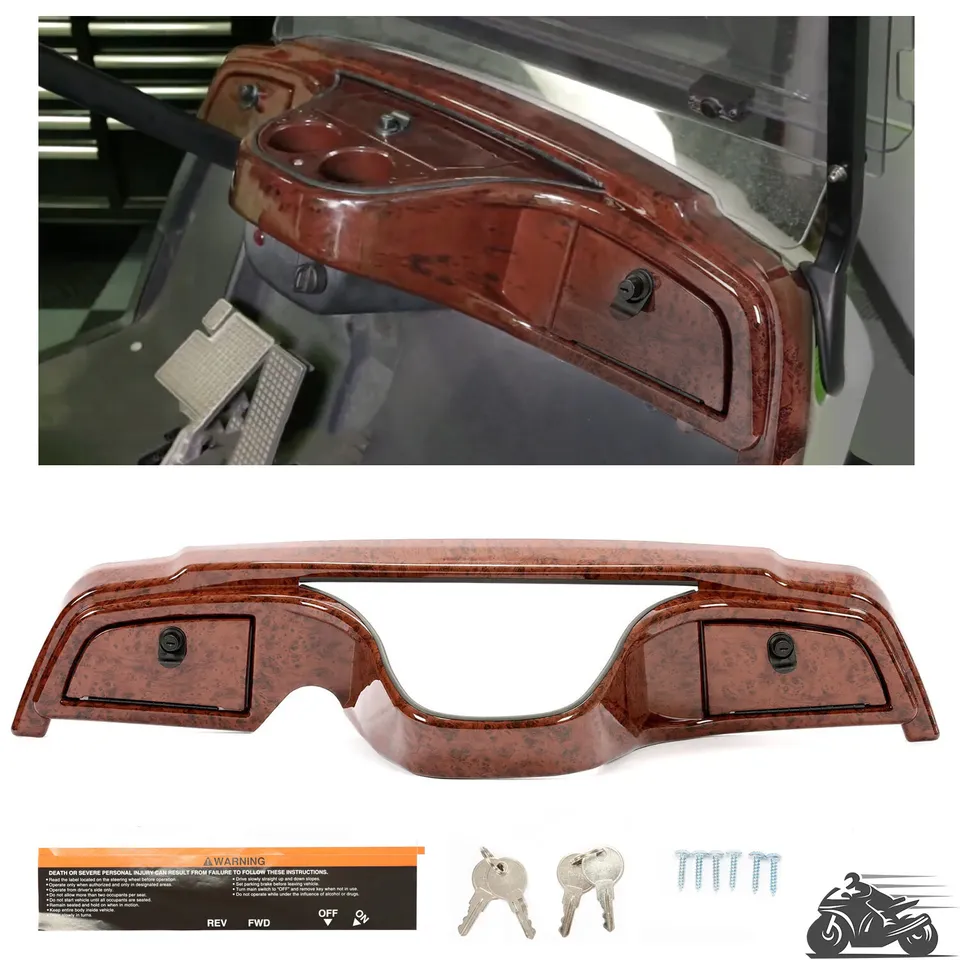 WARNING
DEATH OR SEVERE PERSONAL INJURY CAN RESULT FROM FAILURE TO FOLLOW THESE INSTRUCTIONS.
• Read the label located on the steering wheel before operation.
• Operate only when authorized and only in designated areas.
• Operate from driver's side only.
• Do not allow more than two occupants per seat.
• Do not start vehicle until all occupants are seated.
• Remain seated and hold on when in motion.
• Keep entire body inside vehicle.
slowly in turns.
• Drive slowly straight up and down slopes.
• Set parking brake before leaving vehicle.
• Turn main switch to "OFF" and remove key when not in use.
• Do not operate while under the influence of alcohol or drugs.
REV FWD OFF ON